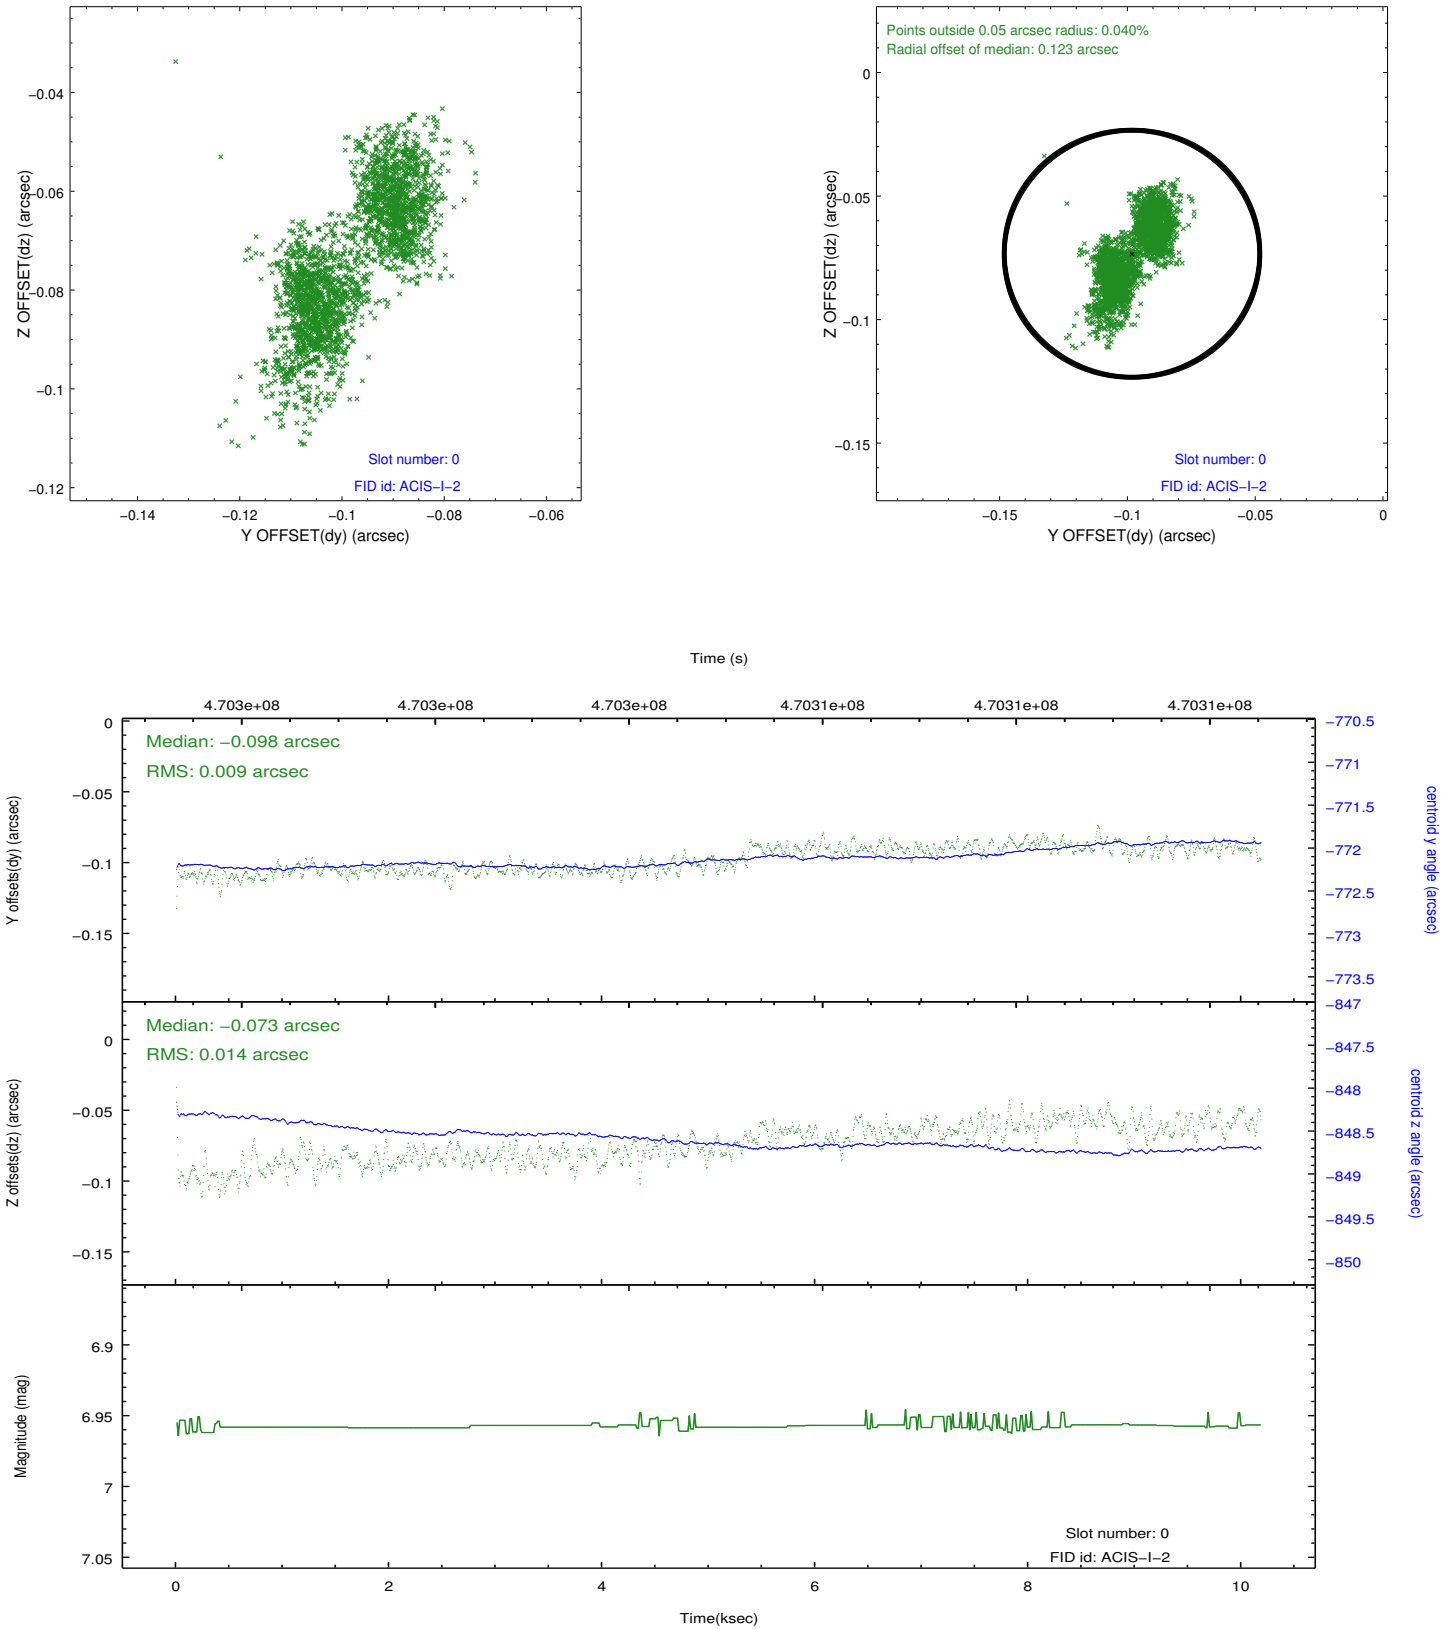 −0.04
−0.06
−0.08
−0.1
−0.12
Z OFFSET(dz) (arcsec)
Slot number: 0
FID id: ACIS−I−2
−0.14 −0.12 −0.1 −0.08 −0.06
Y OFFSET(dy) (arcsec)
Points outside 0.05 arcsec radius: 0.040%
Radial offset of median: 0.123 arcsec
0
−0.05
−0.1
−0.15
Z OFFSET(dz) (arcsec)
Slot number: 0
FID id: ACIS−I−2
−0.15 −0.1 −0.05 0
Y OFFSET(dy) (arcsec)
Time (s)
4.703e+08 4.703e+08 4.703e+08 4.7031e+08 4.7031e+08 4.7031e+08
Median: −0.098 arcsec
RMS: 0.009 arcsec
0
−0.05
−0.1
−0.15
Y offsets(dy) (arcsec)
−770.5
−771
−771.5
−772
−772.5
−773
−773.5
centroid y angle (arcsec)
Median: −0.073 arcsec
RMS: 0.014 arcsec
0
−0.05
−0.1
−0.15
Z offsets(dz) (arcsec)
−847
−847.5
−848
−848.5
−849
−849.5
−850
centroid z angle (arcsec)
6.9
6.95
7
7.05
Magnitude (mag)
Slot number: 0
FID id: ACIS−I−2
0 2 4 6 8 10
Time(ksec)